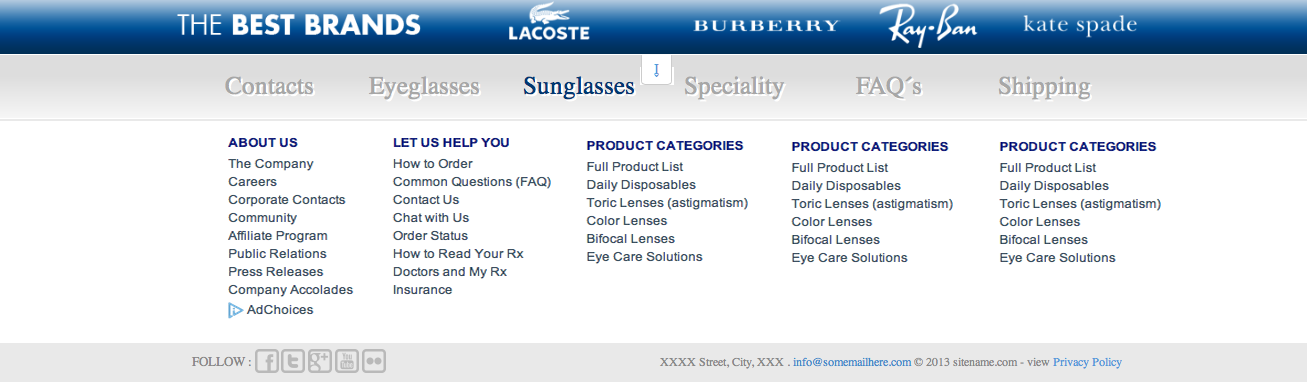 THE BEST BRANDS LACOSTE BURBERRY Ray-Ban kate spade
Contacts Eyeglasses Sunglasses Speciality FAQ´s Shipping
ABOUT US
The Company
Careers
Corporate Contacts
Community
Affiliate Program
Public Relations
Press Releases
Company Accolades
AdChoices
LET US HELP YOU
How to Order
Common Questions (FAQ)
Contact Us
Chat with Us
Order Status
How to Read Your Rx
Doctors and My Rx
Insurance
PRODUCT CATEGORIES
Full Product List
Daily Disposables
Toric Lenses (astigmatism)
Color Lenses
Bifocal Lenses
Eye Care Solutions
PRODUCT CATEGORIES
Full Product List
Daily Disposables
Toric Lenses (astigmatism)
Color Lenses
Bifocal Lenses
Eye Care Solutions
PRODUCT CATEGORIES
Full Product List
Daily Disposables
Toric Lenses (astigmatism)
Color Lenses
Bifocal Lenses
Eye Care Solutions
FOLLOW : f t g+ You Tube
XXXX Street, City, XXX . info@somemailhere.com © 2013 sitename.com - view Privacy Policy